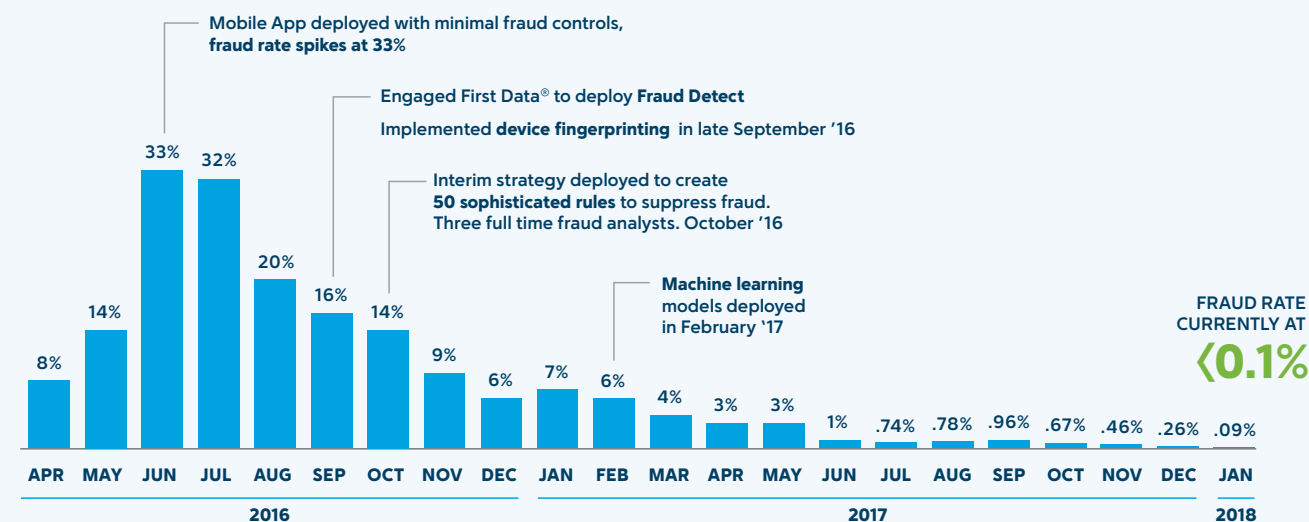 Mobile App deployed with minimal fraud controls,
fraud rate spikes at 33%
Engaged First Data® to deploy Fraud Detect
Implemented device fingerprinting in late September ’16
Interim strategy deployed to create
50 sophisticated rules to suppress fraud.
Three full time fraud analysts. October ’16
Machine learning
models deployed
in February ‘17
FRAUD RATE
CURRENTLY AT
<0.1%
8% 14% 33% 32% 20% 16% 14% 9% 6% 7% 6% 4% 3% 3% 1% .74% .78% .96% .67% .46% .26% .09%
APR MAY JUN JUL AUG SEP OCT NOV DEC JAN FEB MAR APR MAY JUN JUL AUG SEP OCT NOV DEC JAN
2016 2017 2018